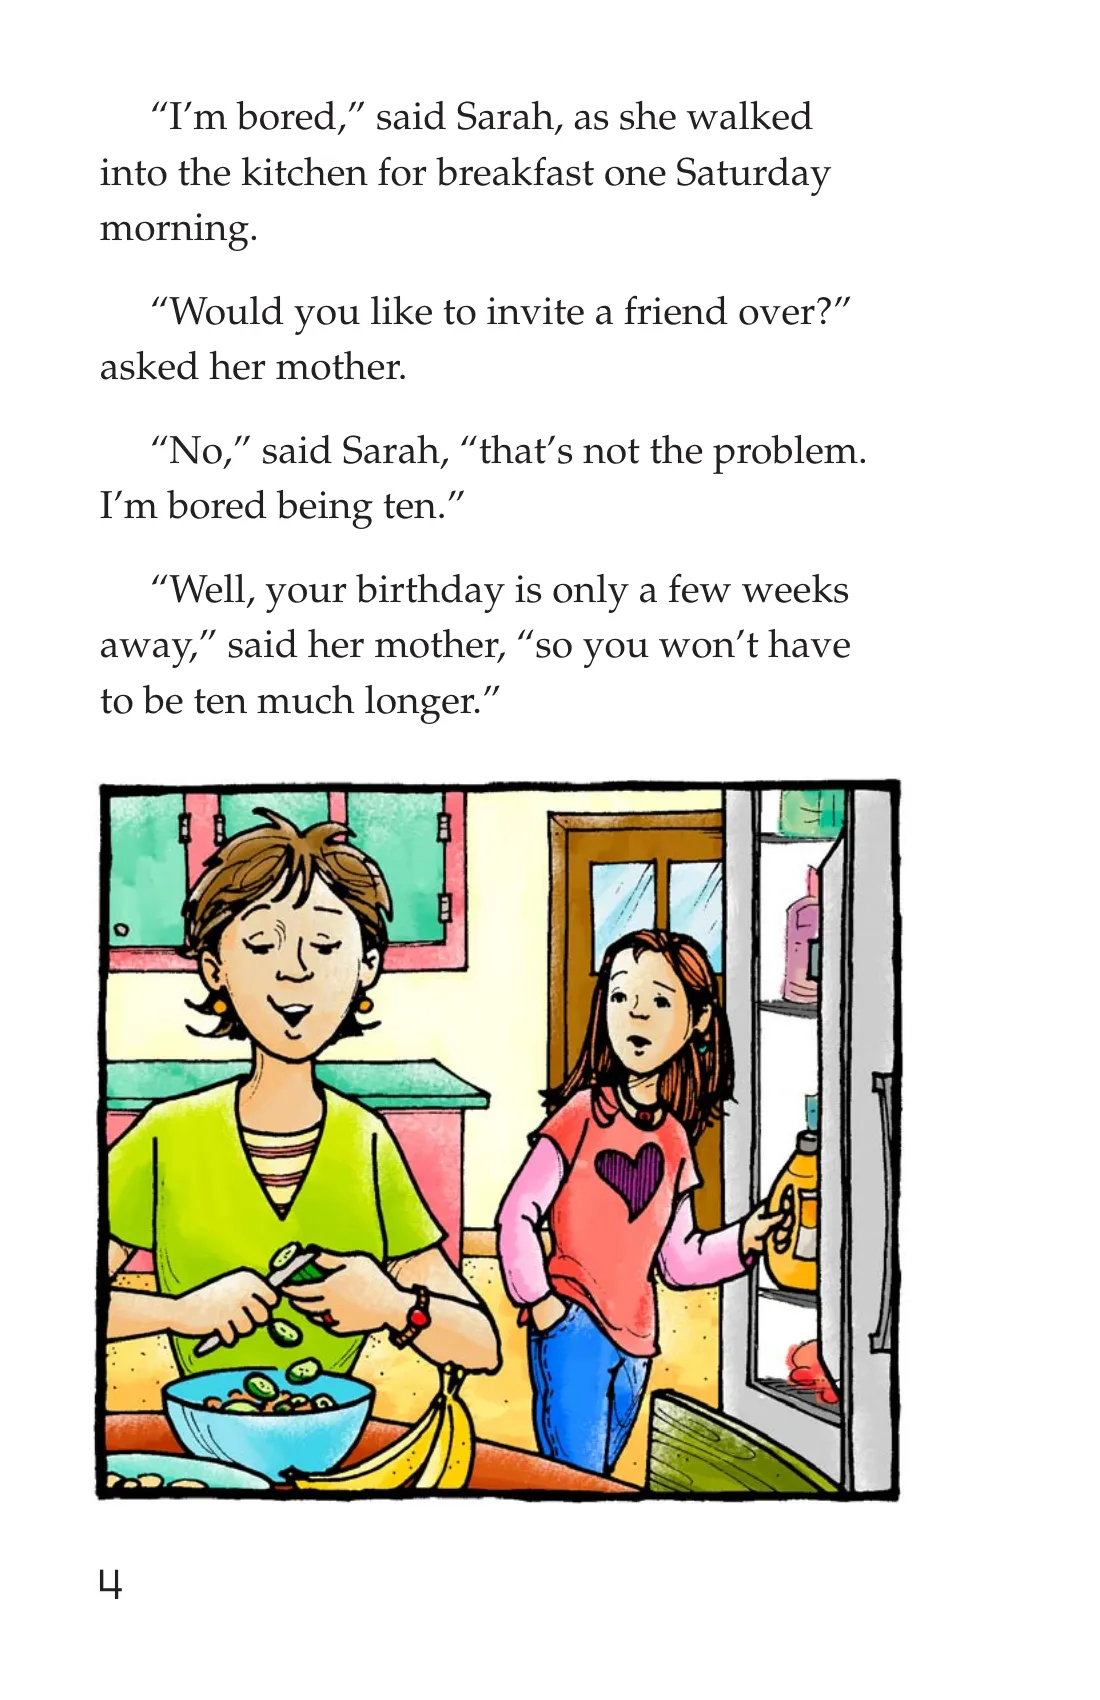 “I’m bored,” said Sarah, as she walked
into the kitchen for breakfast one Saturday
morning.
“Would you like to invite a friend over?”
asked her mother.
“No,” said Sarah, “that’s not the problem.
I’m bored being ten.”
“Well, your birthday is only a few weeks
away,” said her mother, “so you won’t have
to be ten much longer.”
4